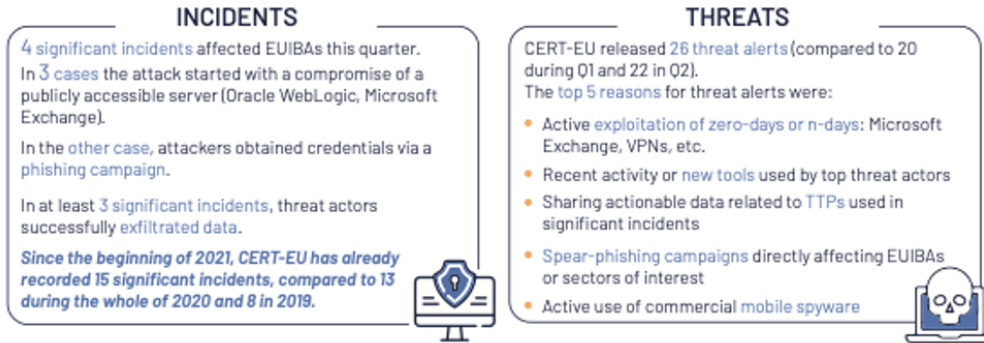 INCIDENTS
4 significant incidents affected EUIBAs this quarter.
In 3 cases the attack started with a compromise of a
publicly accessible server (Oracle WebLogic, Microsoft
Exchange).
In the other case, attackers obtained credentials via a
phishing campaign.
In at least 3 significant incidents, threat actors
successfully exfiltrated data.
Since the beginning of 2021, CERT-EU has already
recorded 15 significant incidents, compared to 13
during the whole of 2020 and 8 in 2019.
THREATS
CERT-EU released 26 threat alerts (compared to 20
during Q1 and 22 in Q2).
The top 5 reasons for threat alerts were:
• Active exploitation of zero-days or n-days: Microsoft
Exchange, VPNs, etc.
• Recent activity or new tools used by top threat actors
• Sharing actionable data related to TTPs used in
significant incidents
• Spear-phishing campaigns directly affecting EUIBAs
or sectors of interest
• Active use of commercial mobile spyware